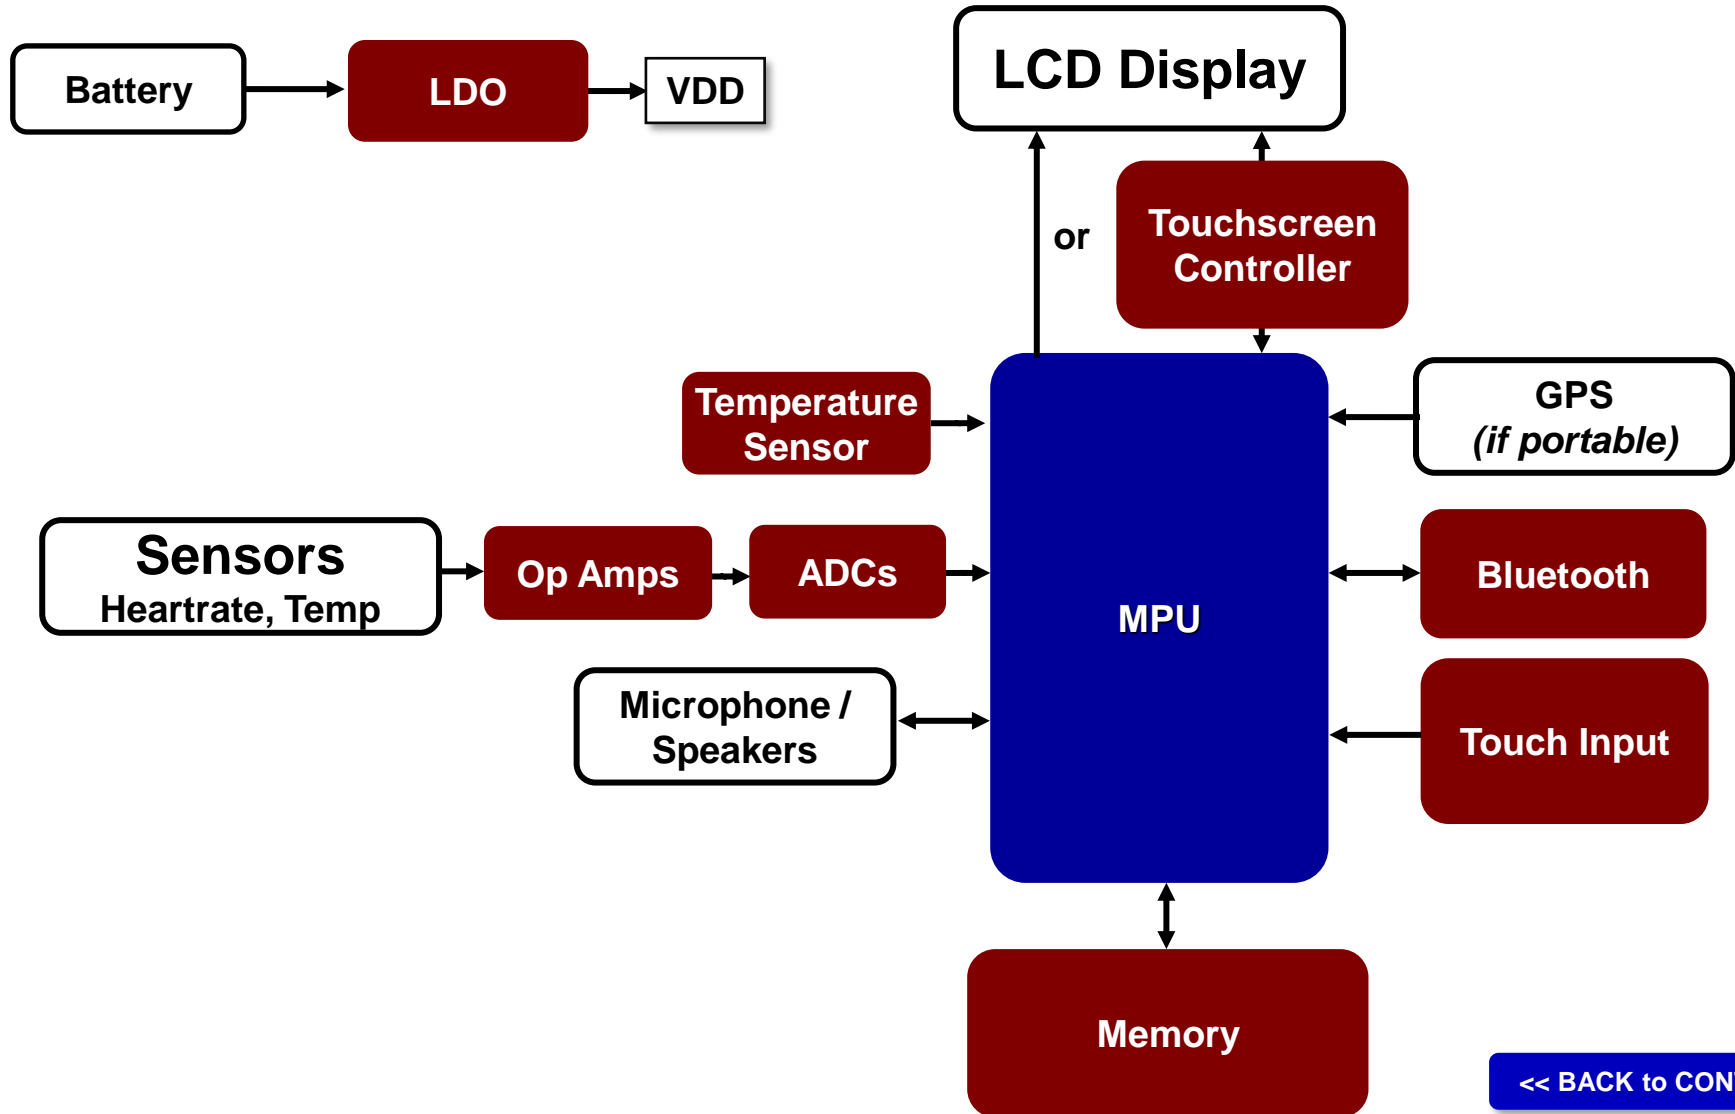 Battery
LDO
VDD
LCD Display
or
Touchscreen
Controller
Temperature
Sensor
GPS
(if portable)
Sensors
Heartrate, Temp
Op Amps
ADCs
MPU
Bluetooth
Microphone /
Speakers
Touch Input
Memory
<< BACK to CONT